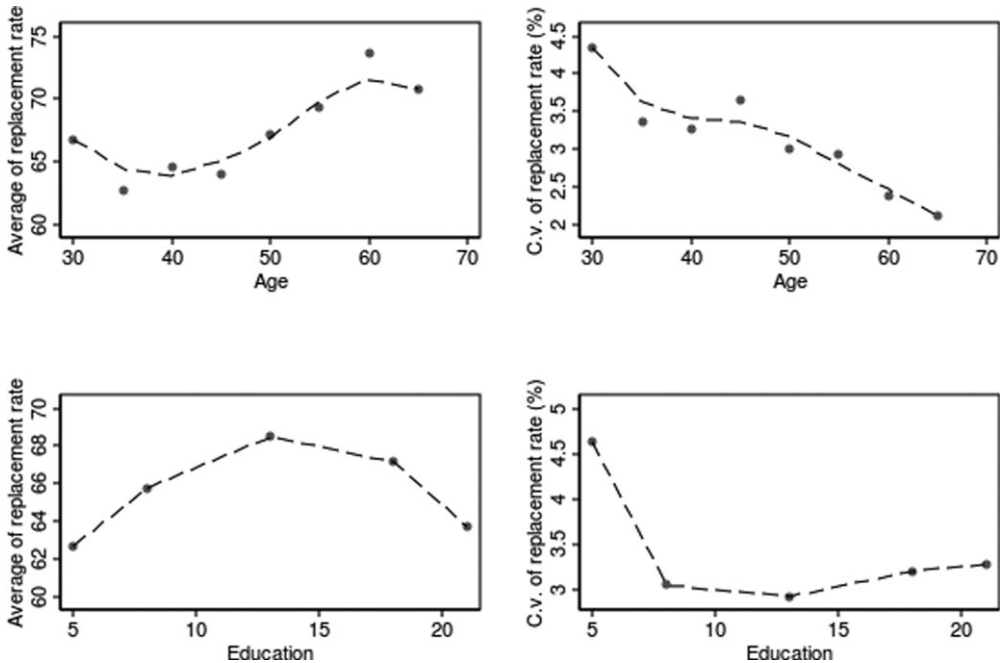 Average of replacement rate
75
70
65
60
30 40 50 60 70
Age
C.v. of replacement rate (%)
4.5
4
3.5
3
2.5
2
30 40 50 60 70
Age
Average of replacement rate
70
68
66
64
62
60
5 10 15 20
Education
C.v. of replacement rate (%)
5
4.5
4
3.5
3
5 10 15 20
Education